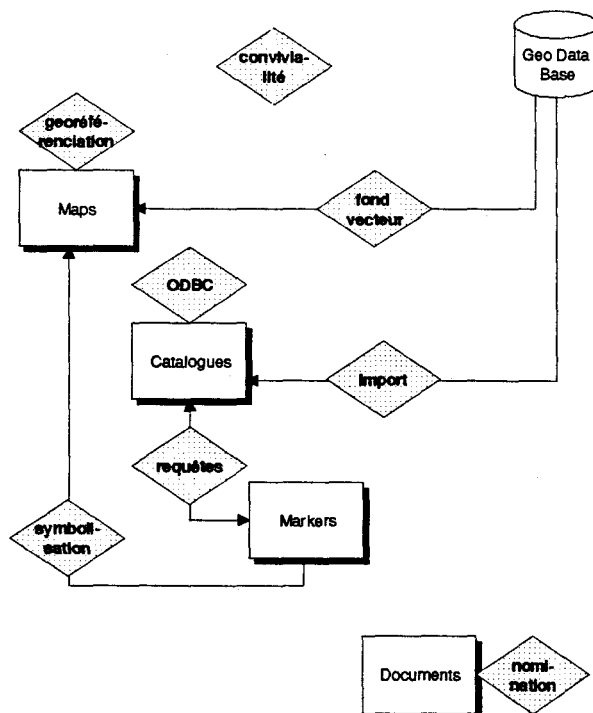 convivia-
lité
Geo Data
Base
georéfé-
renciation
Maps
fond
vecteur
ODBC
Catalogues
import
requêtes
Markers
symboli-
sation
Documents
nomi-
nation